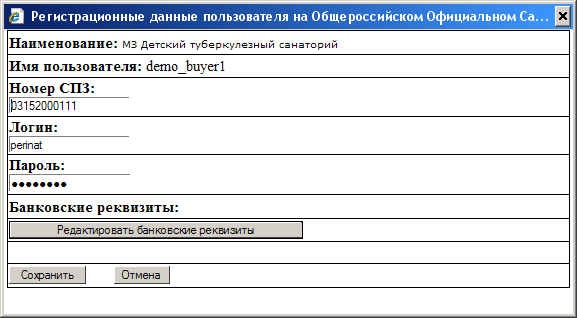 Регистрационные данные пользователя на Общероссийском Официальном Са...
Наименование: МЗ Детский туберкулезный санаторий
Имя пользователя: demo_buyer1
Номер СПЗ:
03152000111
Логин:
perinat
Пароль:
●●●●●●●●
Банковские реквизиты:
Редактировать банковские реквизиты
Сохранить Отмена